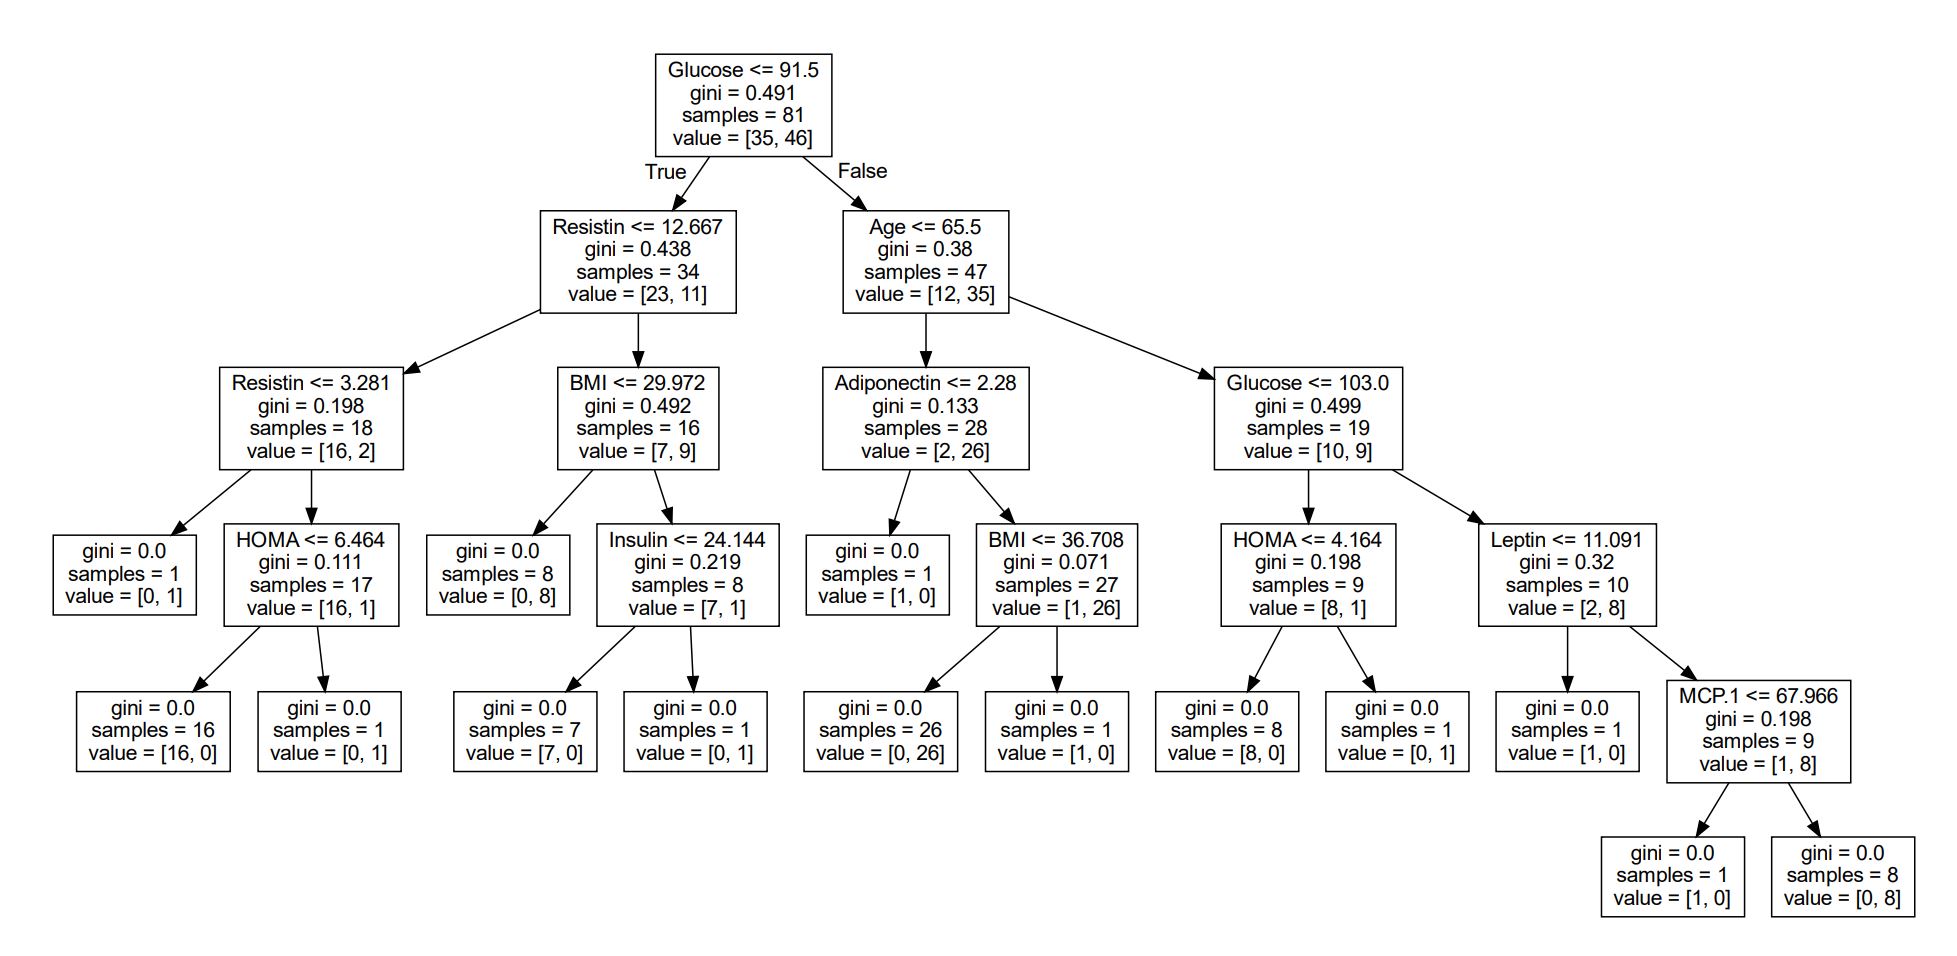 Glucose <= 91.5
gini = 0.491
samples = 81
value = [35, 46]
True
False
Resistin <= 12.667
gini = 0.438
samples = 34
value = [23, 11]
Age <= 65.5
gini = 0.38
samples = 47
value = [12, 35]
Resistin <= 3.281
gini = 0.198
samples = 18
value = [16, 2]
BMI <= 29.972
gini = 0.492
samples = 16
value = [7, 9]
Adiponectin <= 2.28
gini = 0.133
samples = 28
value = [2, 26]
Glucose <= 103.0
gini = 0.499
samples = 19
value = [10, 9]
gini = 0.0
samples = 1
value = [0, 1]
HOMA <= 6.464
gini = 0.111
samples = 17
value = [16, 1]
gini = 0.0
samples = 8
value = [0, 8]
Insulin <= 24.144
gini = 0.219
samples = 8
value = [7, 1]
gini = 0.0
samples = 1
value = [1, 0]
BMI <= 36.708
gini = 0.071
samples = 27
value = [1, 26]
HOMA <= 4.164
gini = 0.198
samples = 9
value = [8, 1]
Leptin <= 11.091
gini = 0.32
samples = 10
value = [2, 8]
gini = 0.0
samples = 16
value = [16, 0]
gini = 0.0
samples = 1
value = [0, 1]
gini = 0.0
samples = 7
value = [7, 0]
gini = 0.0
samples = 1
value = [0, 1]
gini = 0.0
samples = 26
value = [0, 26]
gini = 0.0
samples = 1
value = [1, 0]
gini = 0.0
samples = 8
value = [8, 0]
gini = 0.0
samples = 1
value = [0, 1]
gini = 0.0
samples = 1
value = [1, 0]
MCP.1 <= 67.966
gini = 0.198
samples = 9
value = [1, 8]
gini = 0.0
samples = 1
value = [1, 0]
gini = 0.0
samples = 8
value = [0, 8]